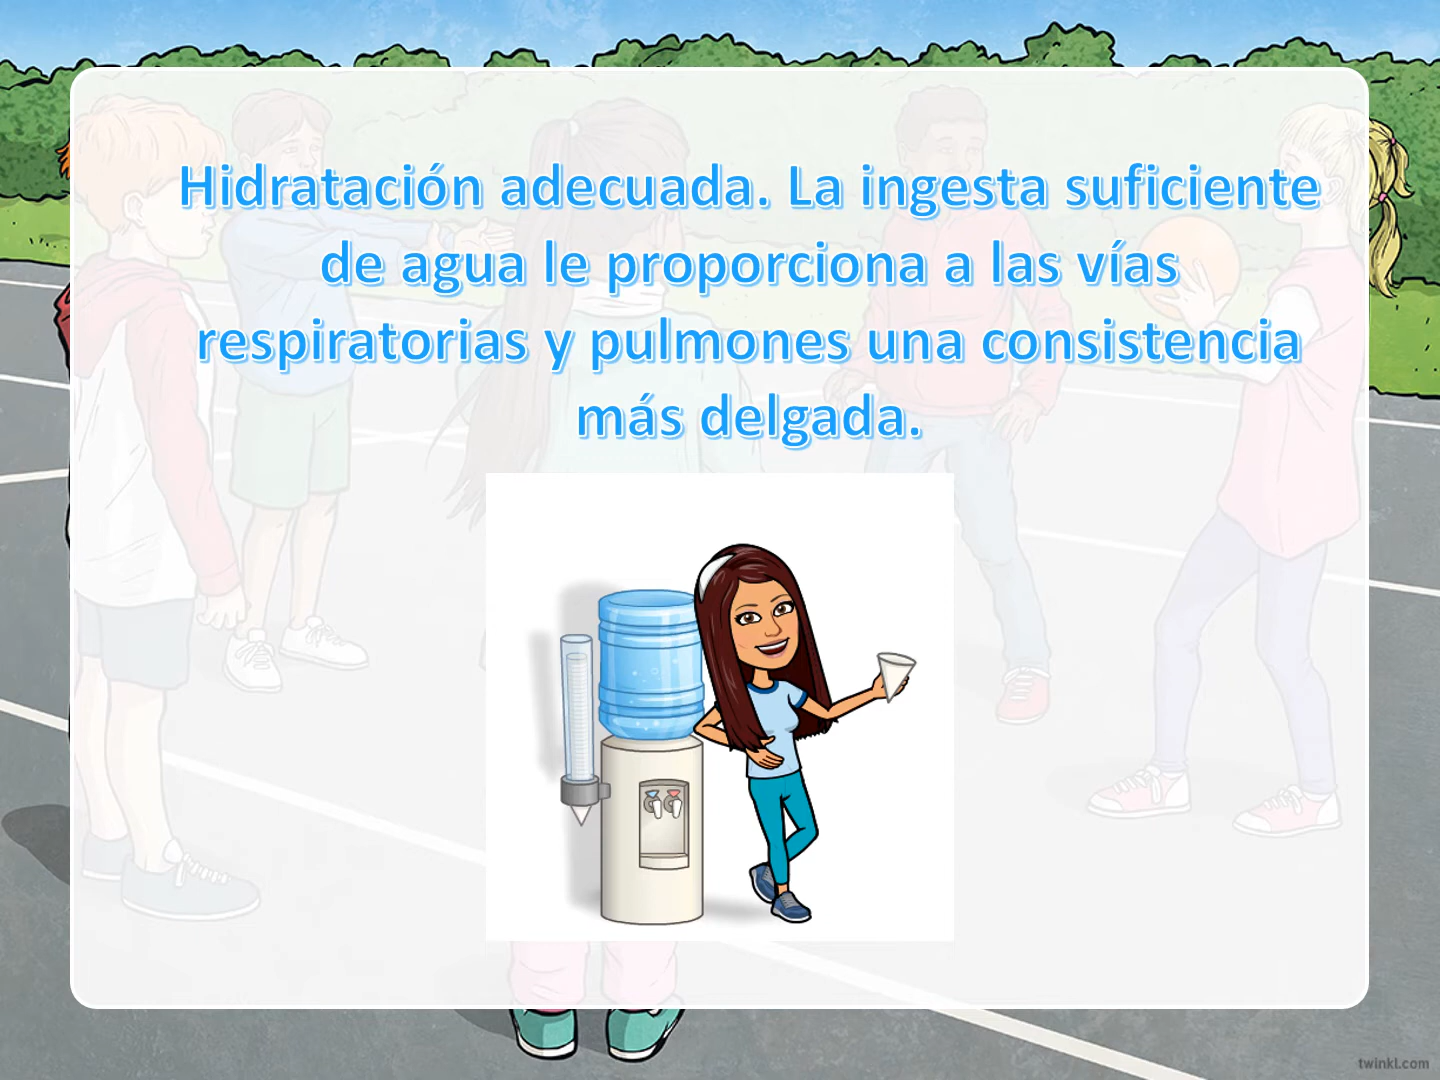 Hidratación adecuada. La ingesta suficiente
de agua le proporciona a las vías
respiratorias y pulmones una consistencia
más delgada.
twinkl.com